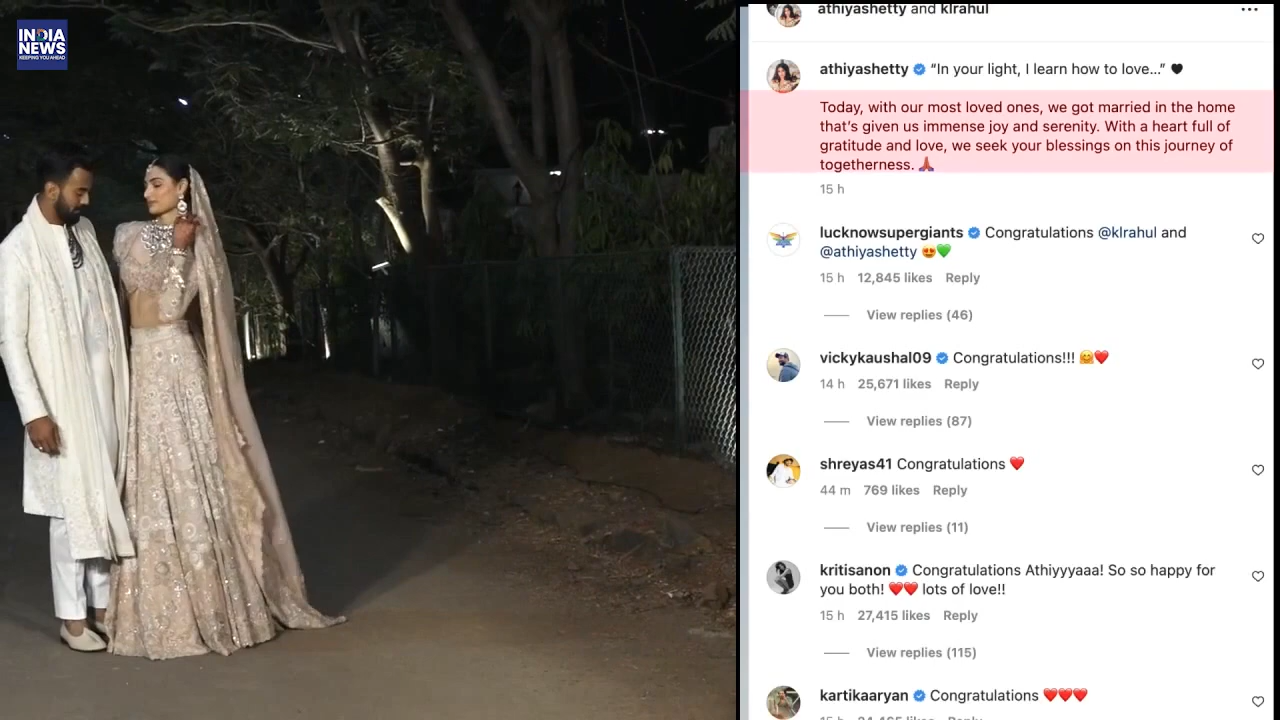 INDIA
NEWS
KEEPING YOU AHEAD
athiyashetty and klrahul
athiyashetty “In your light, I learn how to love...” 🖤
Today, with our most loved ones, we got married in the home
that’s given us immense joy and serenity. With a heart full of
gratitude and love, we seek your blessings on this journey of
togetherness. 🙏🏽
15 h
lucknowsupergiants Congratulations @klrahul and
@athiyashetty 😍💚
15 h 12,845 likes Reply
View replies (46)
vickykaushal09 Congratulations!!! 🤗❤️
14 h 25,671 likes Reply
View replies (87)
shreyas41 Congratulations ❤️
44 m 769 likes Reply
View replies (11)
kritisanon Congratulations Athiyyyaaa! So so happy for
you both! ❤️❤️ lots of love!!
15 h 27,415 likes Reply
View replies (115)
kartikaaryan Congratulations ❤️❤️❤️